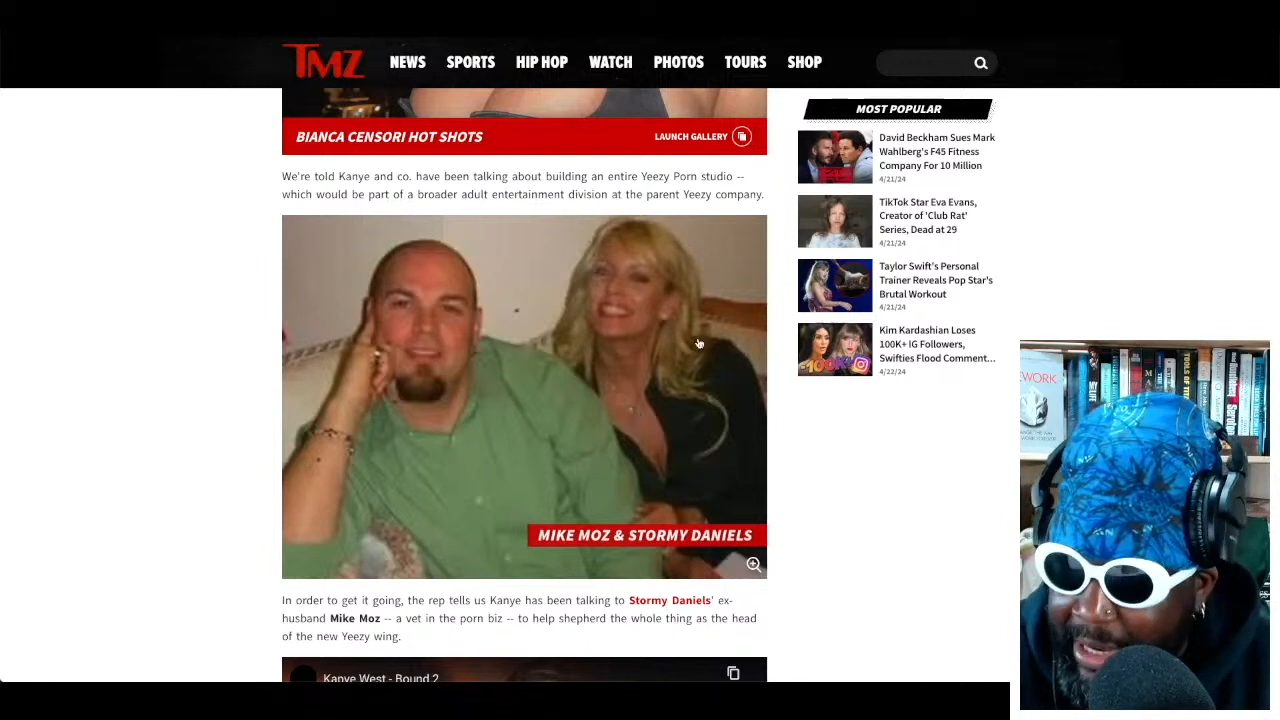 TMZ
NEWS SPORTS HIP HOP WATCH PHOTOS TOURS SHOP
BIANCA CENSORI HOT SHOTS
LAUNCH GALLERY
We're told Kanye and co. have been talking about building an entire Yeezy Porn studio --
which would be part of a broader adult entertainment division at the parent Yeezy company.
MIKE MOZ & STORMY DANIELS
In order to get it going, the rep tells us Kanye has been talking to Stormy Daniels' ex-
husband Mike Moz -- a vet in the porn biz -- to help shepherd the whole thing as the head
of the new Yeezy wing.
Kanye West - Bound 2
MOST POPULAR
David Beckham Sues Mark
Wahlberg's F45 Fitness
Company For 10 Million
4/21/24
TikTok Star Eva Evans,
Creator of 'Club Rat'
Series, Dead at 29
4/21/24
Taylor Swift's Personal
Trainer Reveals Pop Star's
Brutal Workout
4/21/24
-100K
Kim Kardashian Loses
100K+ IG Followers,
Swifties Flood Comment...
4/22/24
WORK